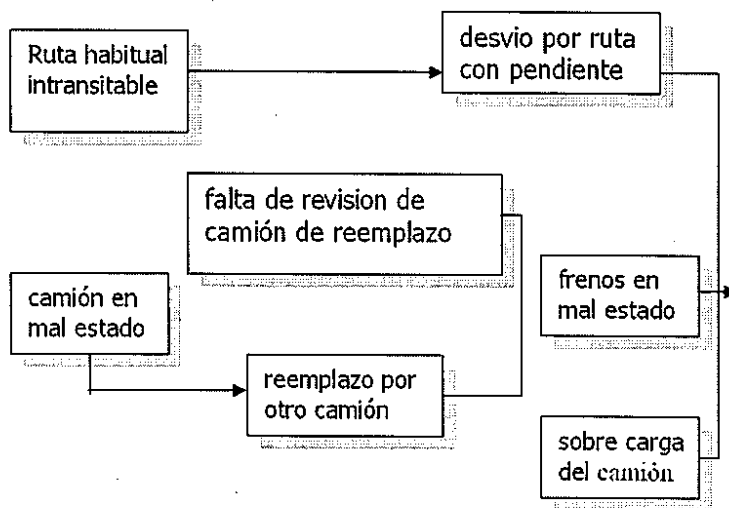 Ruta habitual
intransitable
desvio por ruta
con pendiente
falta de revision de
camión de reemplazo
camión en
mal estado
frenos en
mal estado
reemplazo por
otro camión
sobre carga
del camión